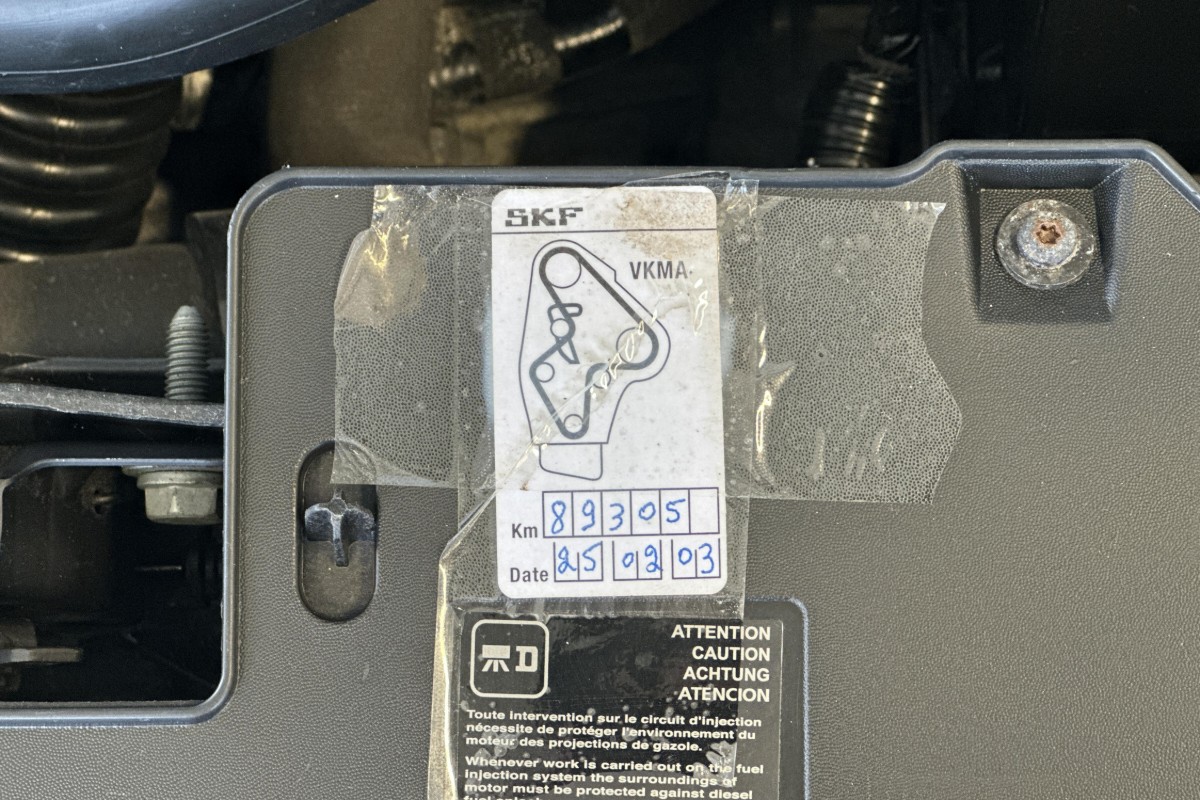 SKF
VKMA
Km 89305
Date 25 02 03
D
ATTENTION
CAUTION
ACHTUNG
ATENCION
Toute intervention sur le circuit d'injection
nécessite de protéger l'environnement du
moteur des projections de gazole.
Whenever work is carried out on the fuel
injection system the surroundings of
motor must be protected against diesel
fuel